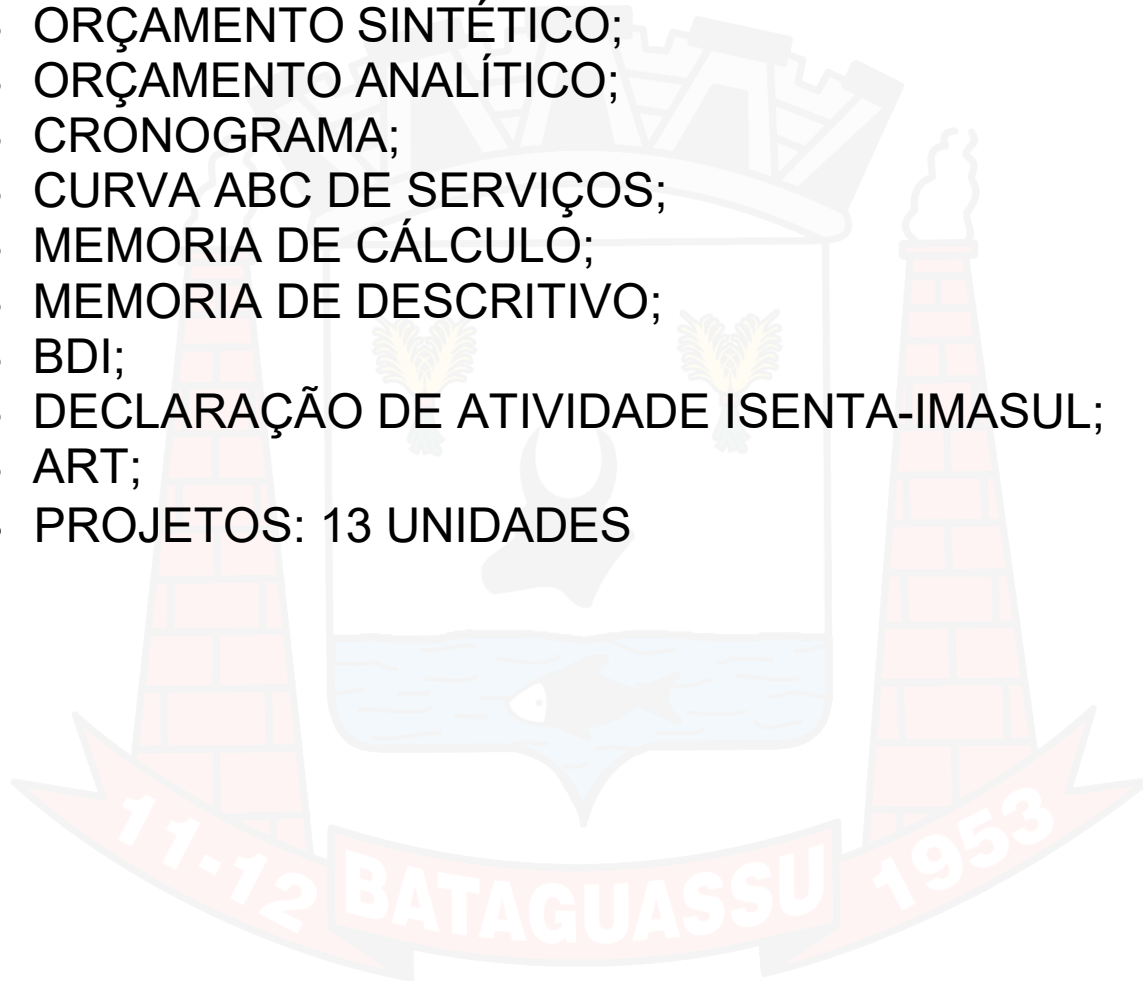 ORÇAMENTO SINTÉTICO;
ORÇAMENTO ANALÍTICO;
CRONOGRAMA;
CURVA ABC DE SERVIÇOS;
MEMORIA DE CÁLCULO;
MEMORIA DE DESCRITIVO;
BDI;
DECLARAÇÃO DE ATIVIDADE ISENTA-IMASUL;
ART;
PROJETOS: 13 UNIDADES
11-12 BATAGUASSU 1953